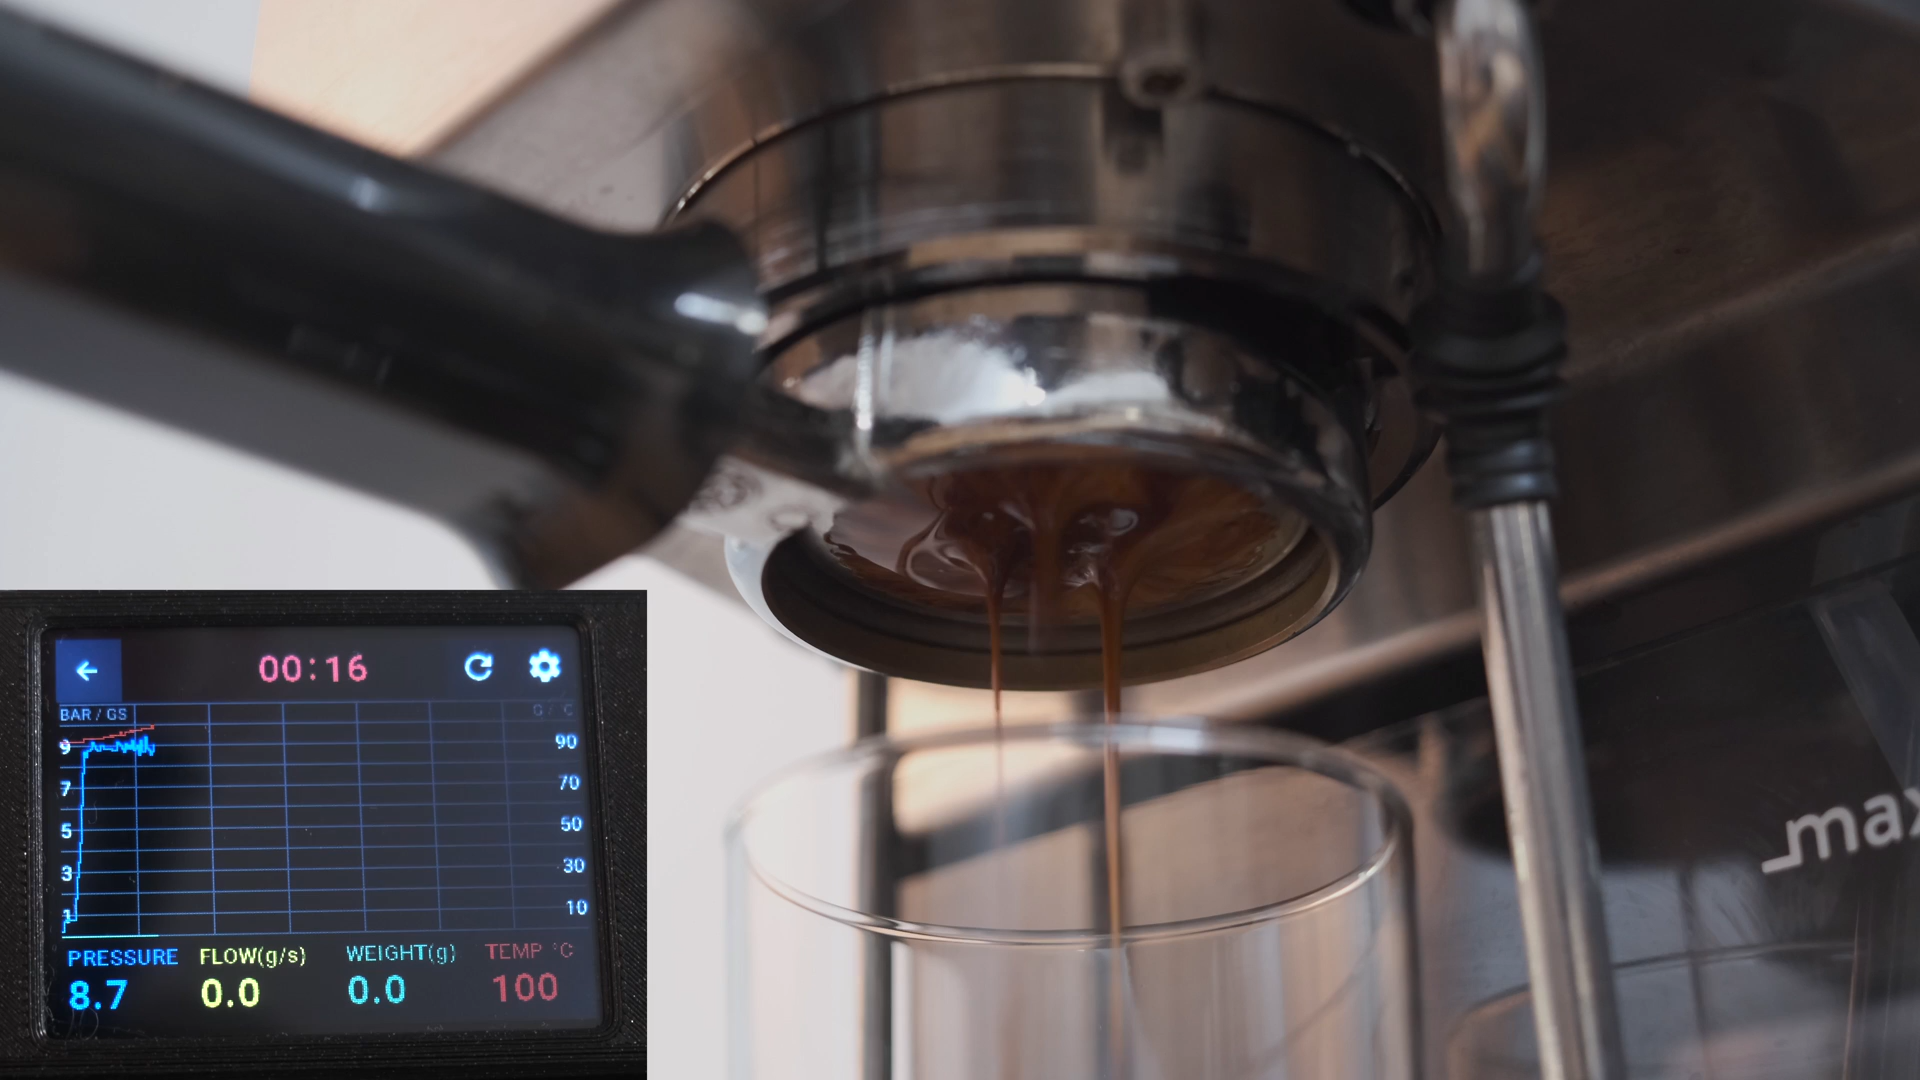 00:16
BAR / GS G / °C
9 90
7 70
5 50
3 30
1 10
PRESSURE FLOW(g/s) WEIGHT(g) TEMP °C
8.7 0.0 0.0 100
max